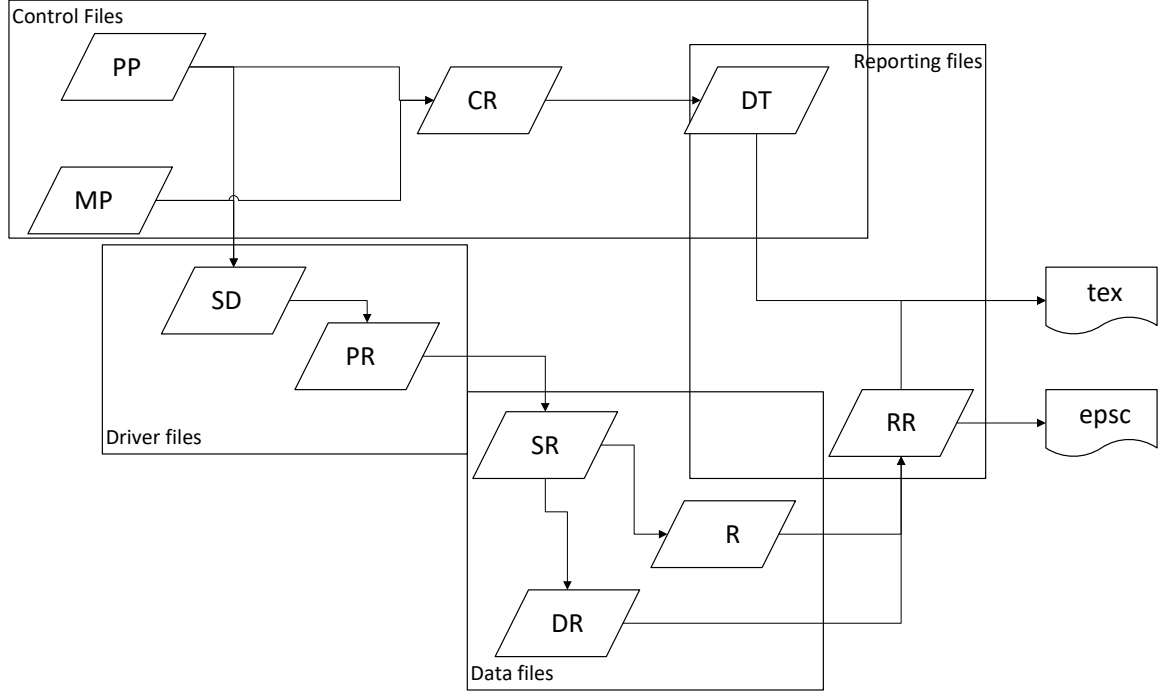 Control Files
PP
Reporting files
CR
DT
MP
SD
tex
PR
RR
epsc
Driver files
SR
R
DR
Data files